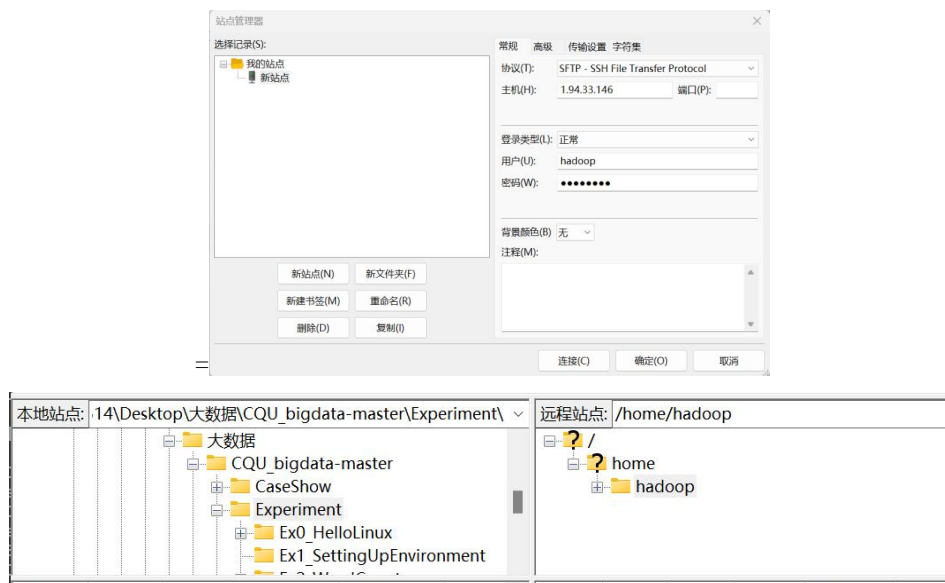 站点管理器
选择记录(S):
我的站点
新站点
新站点(N) 新文件夹(F)
新建书签(M) 重命名(R)
删除(D) 复制(I)
常规 高级 传输设置 字符集
协议(T): SFTP - SSH File Transfer Protocol
主机(H): 1.94.33.146 端口(P):
登录类型(L): 正常
用户(U): hadoop
密码(W): ●●●●●●●●
背景颜色(B) 无
注释(M):
连接(C) 确定(O) 取消
=
本地站点: 14\Desktop\大数据\CQU_bigdata-master\Experiment\
大数据
CQU_bigdata-master
CaseShow
Experiment
Ex0_HelloLinux
Ex1_SettingUpEnvironment
远程站点: /home/hadoop
/
home
hadoop